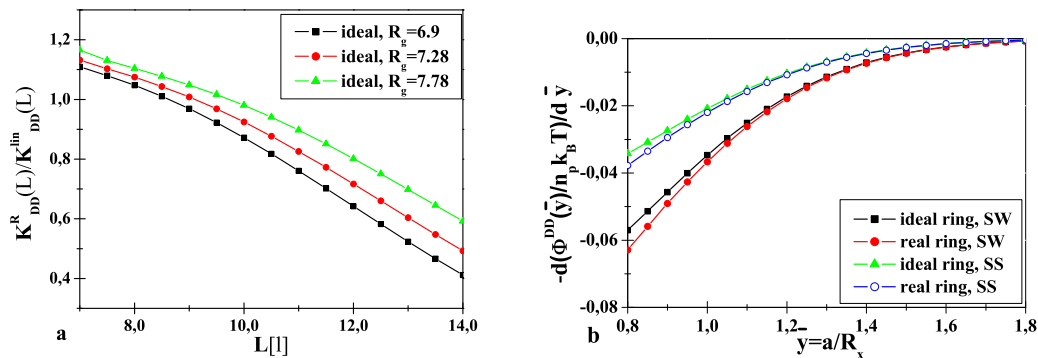 1,2
1,0
0,8
0,6
0,4
8,0 10,0 12,0 14,0
K^R_DD(L)/K^lin_DD(L)
L[l]
ideal, R_g=6.9
ideal, R_g=7.28
ideal, R_g=7.78
a
0,00
-0,02
-0,04
-0,06
-0,08
0,8 1,0 1,2 1,4 1,6 1,8
-d(Φ^DD(y̅)/n_p k_B T)/d y̅
y̅=a/R_x
ideal ring, SW
real ring, SW
ideal ring, SS
real ring, SS
b